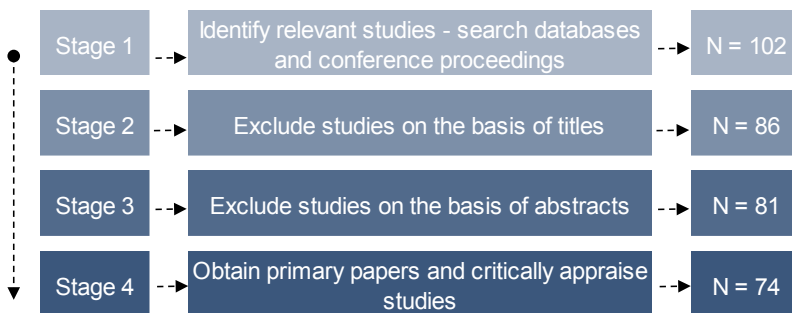 Stage 1
Identify relevant studies - search databases
and conference proceedings
N = 102
Stage 2
Exclude studies on the basis of titles
N = 86
Stage 3
Exclude studies on the basis of abstracts
N = 81
Stage 4
Obtain primary papers and critically appraise
studies
N = 74